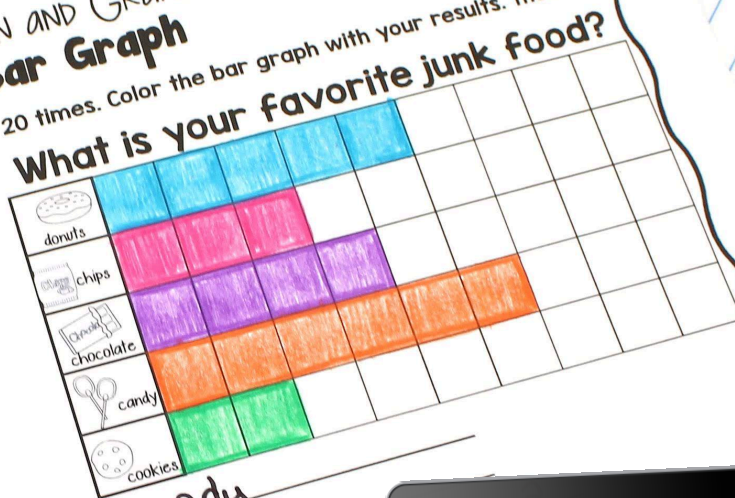 AND
Bar Graph
20 times. Color the bar graph with your results.
What is your favorite junk food?
donuts
chips
chocolate
candy
cookies